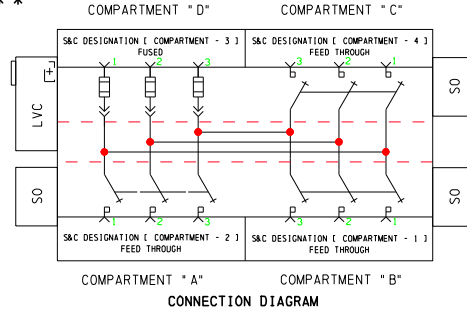 **
COMPARTMENT "D" COMPARTMENT "C"
S&C DESIGNATION [ COMPARTMENT - 3 ] S&C DESIGNATION [ COMPARTMENT - 4 ]
FUSED FEED THROUGH
1 2 3 3 2 1
+
LVC SO
SO SO
1 2 3 3 2 1
S&C DESIGNATION [ COMPARTMENT - 2 ] S&C DESIGNATION [ COMPARTMENT - 1 ]
FEED THROUGH FEED THROUGH
COMPARTMENT "A" COMPARTMENT "B"
CONNECTION DIAGRAM